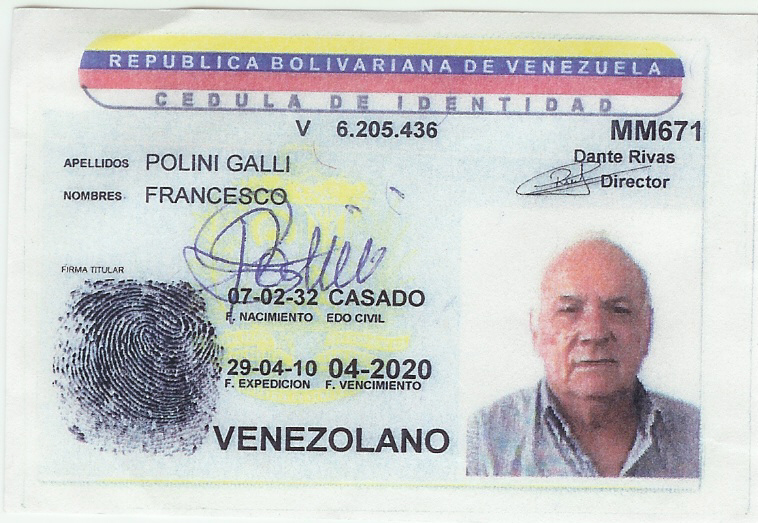 REPUBLICA BOLIVARIANA DE VENEZUELA
CEDULA DE IDENTIDAD
V 6.205.436 MM671
APELLIDOS POLINI GALLI
Dante Rivas
Director
NOMBRES FRANCESCO
FIRMA TITULAR
07-02-32 CASADO
F. NACIMIENTO EDO CIVIL
29-04-10 04-2020
F. EXPEDICION F. VENCIMIENTO
VENEZOLANO